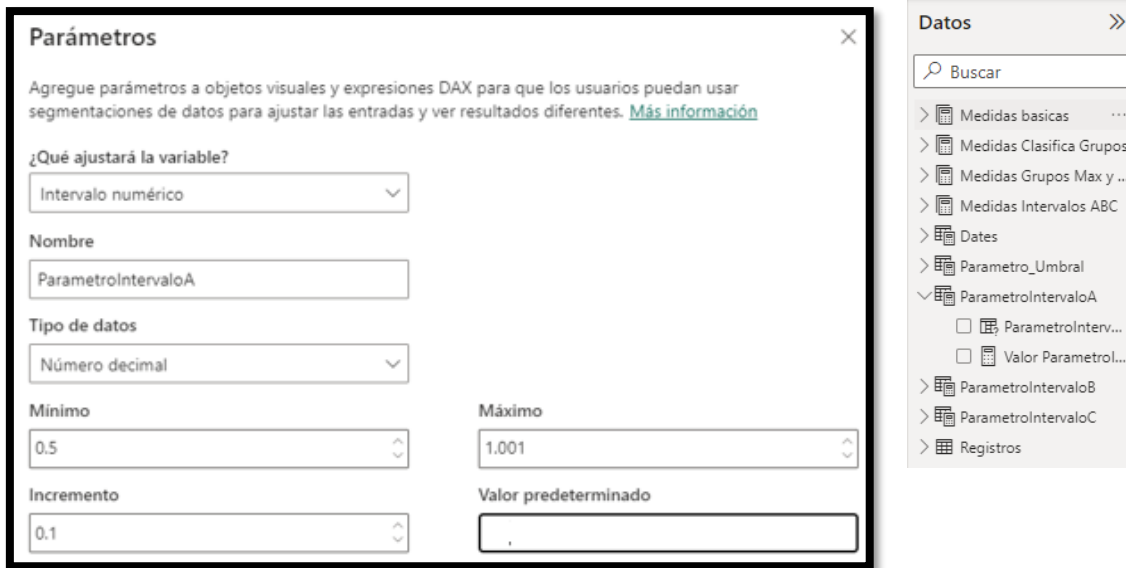 Parámetros
Agregue parámetros a objetos visuales y expresiones DAX para que los usuarios puedan usar
segmentaciones de datos para ajustar las entradas y ver resultados diferentes. Más información
¿Qué ajustará la variable?
Intervalo numérico
Nombre
ParametroIntervaloA
Tipo de datos
Número decimal
Mínimo
Máximo
0.5
1.001
Incremento
Valor predeterminado
0.1
,
Datos
Buscar
Medidas basicas ...
Medidas Clasifica Grupos
Medidas Grupos Max y ...
Medidas Intervalos ABC
Dates
Parametro_Umbral
ParametroIntervaloA
ParametroInterv...
Valor ParametroI...
ParametroIntervaloB
ParametroIntervaloC
Registros